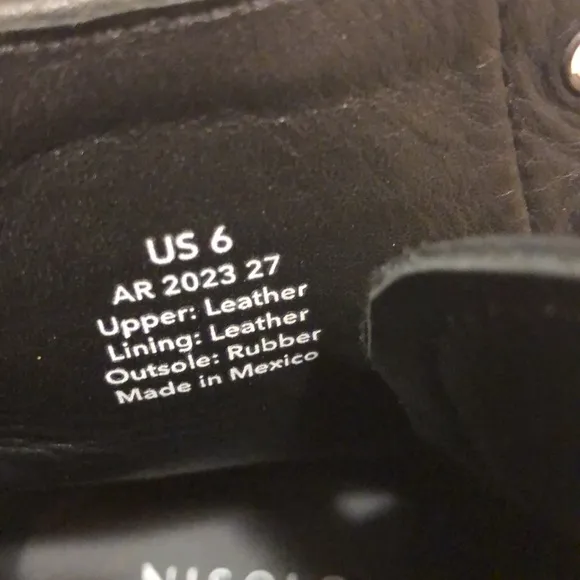 US 6
AR 2023 27
Upper: Leather
Lining: Leather
Outsole: Rubber
Made in Mexico